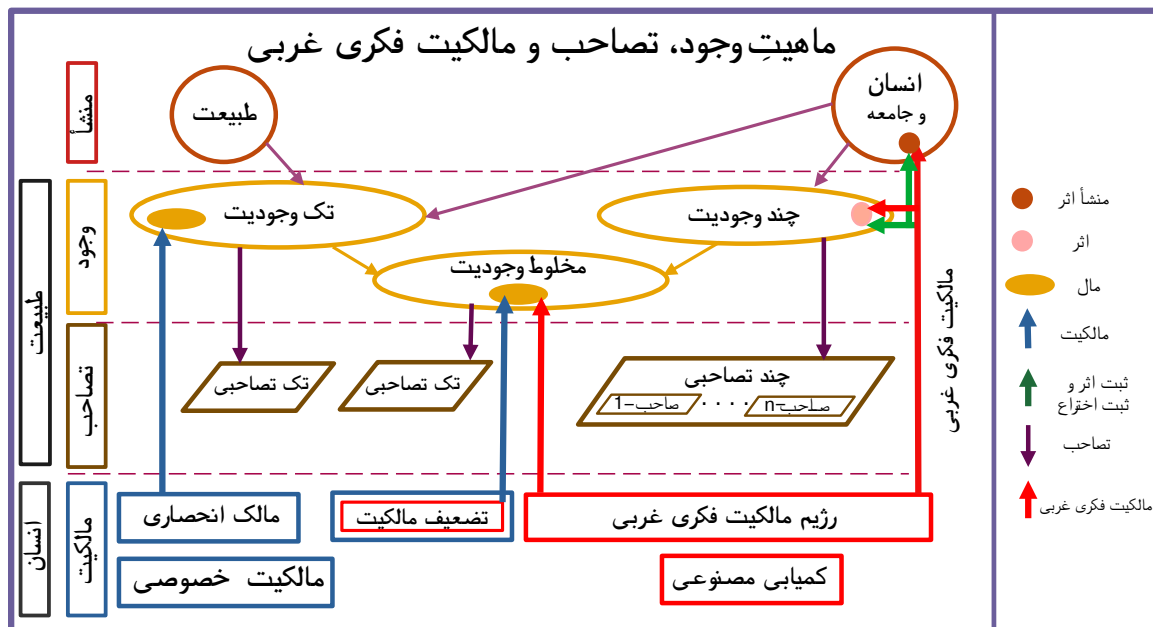 ماهیتِ وجود، تصاحب و مالکیت فکری غربی
منشأ
طبیعت
انسان
و جامعه
طبیعت
وجود
تک وجودیت
چند وجودیت
مخلوط وجودیت
تصاحب
تک تصاحبی
تک تصاحبی
چند تصاحبی
صاحب-1
. . . .
صاحب-n
مالکیت فکری غربی
انسان
مالکیت
مالک انحصاری
تضعیف مالکیت
رژیم مالکیت فکری غربی
مالکیت خصوصی
کمیابی مصنوعی
منشأ اثر
اثر
مال
مالکیت
ثبت اثر و
ثبت اختراع
تصاحب
مالکیت فکری غربی